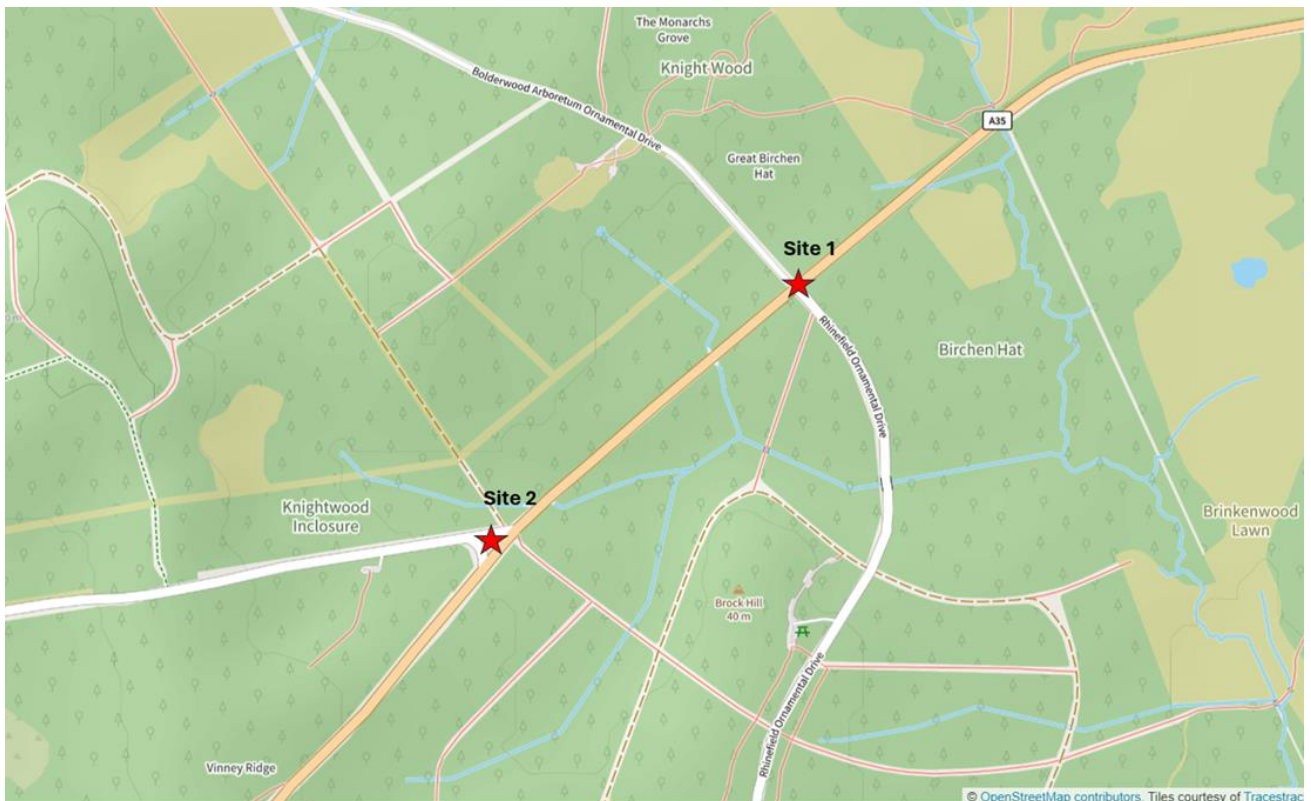 The Monarchs
Grove
Knight Wood
Bolderwood Arboretum Ornamental Drive
A35
Great Birchen
Hat
Site 1
Rhinefield Ornamental Drive
Birchen Hat
Site 2
Knightwood
Inclosure
Brinkenwood
Lawn
Brock Hill
40 m
Rhinefield Ornamental Drive
Vinney Ridge
© OpenStreetMap contributors, Tiles courtesy of Tracestrac